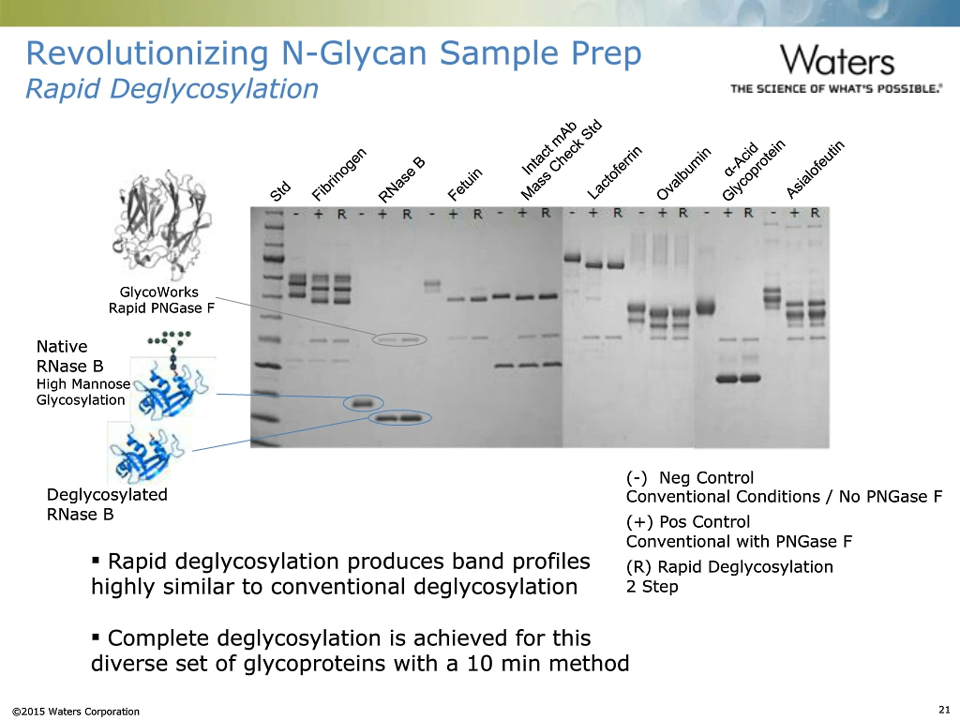 Revolutionizing N-Glycan Sample Prep
Rapid Deglycosylation
Waters
THE SCIENCE OF WHAT'S POSSIBLE.®
Std
Fibrinogen
RNase B
Fetuin
Intact mAb
Mass Check Std
Lactoferrin
Ovalbumin
α-Acid
Glycoprotein
Asialofeutin
- + R - + R - + R - + R - + R - + R - + R - + R
GlycoWorks
Rapid PNGase F
Native
RNase B
High Mannose
Glycosylation
Deglycosylated
RNase B
(-) Neg Control
Conventional Conditions / No PNGase F
(+) Pos Control
Conventional with PNGase F
(R) Rapid Deglycosylation
2 Step
▪ Rapid deglycosylation produces band profiles
highly similar to conventional deglycosylation
▪ Complete deglycosylation is achieved for this
diverse set of glycoproteins with a 10 min method
©2015 Waters Corporation
21